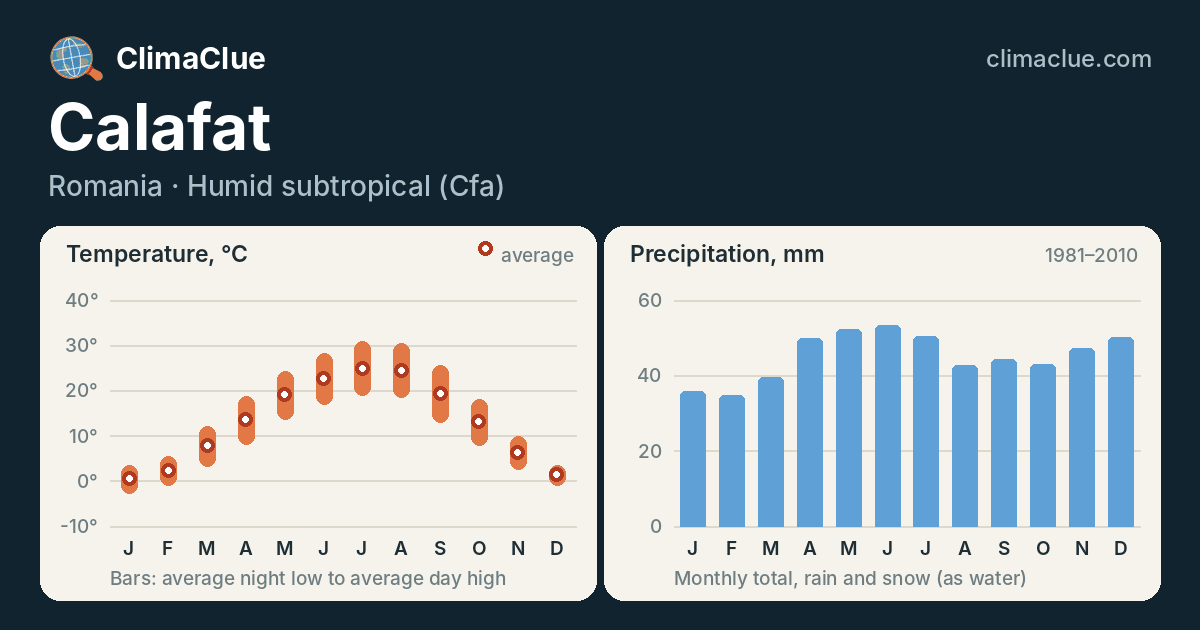 ClimaClue
climaclue.com
Calafat
Romania · Humid subtropical (Cfa)
Temperature, °C
average
40°
30°
20°
10°
0°
-10°
J F M A M J J A S O N D
Bars: average night low to average day high
Precipitation, mm
1981–2010
60
40
20
0
J F M A M J J A S O N D
Monthly total, rain and snow (as water)